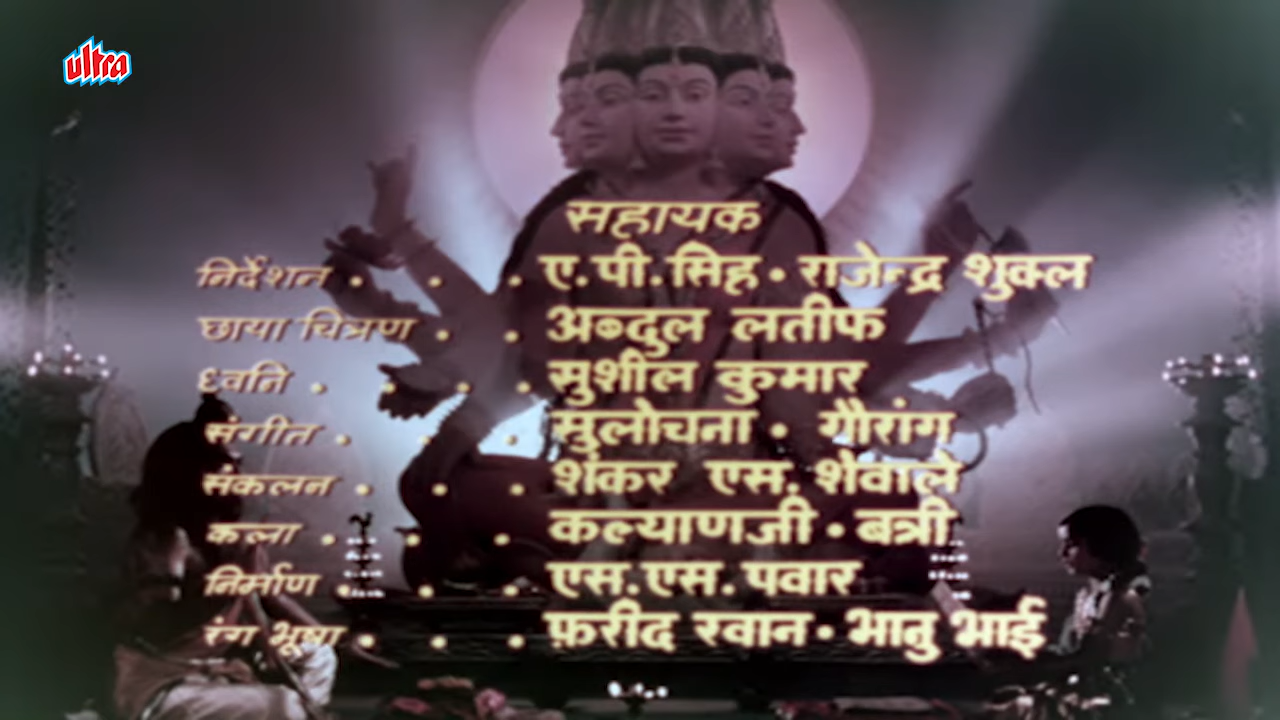 ultra
सहायक
निर्देशन . . . ए.पी.सिंह • राजेन्द्र शुक्ल
छाया चित्रण . . अब्दुल लतीफ
ध्वनि . . . . सुशील कुमार
संगीत . . . सुलोचना • गौरांग
संकलन . . . शंकर एस. शेवाले
कला . . . कल्याणजी • बत्री
निर्माण . . . एस.एस.पवार
रंग भूषा . . . फ़रीद खान • भानु भाई